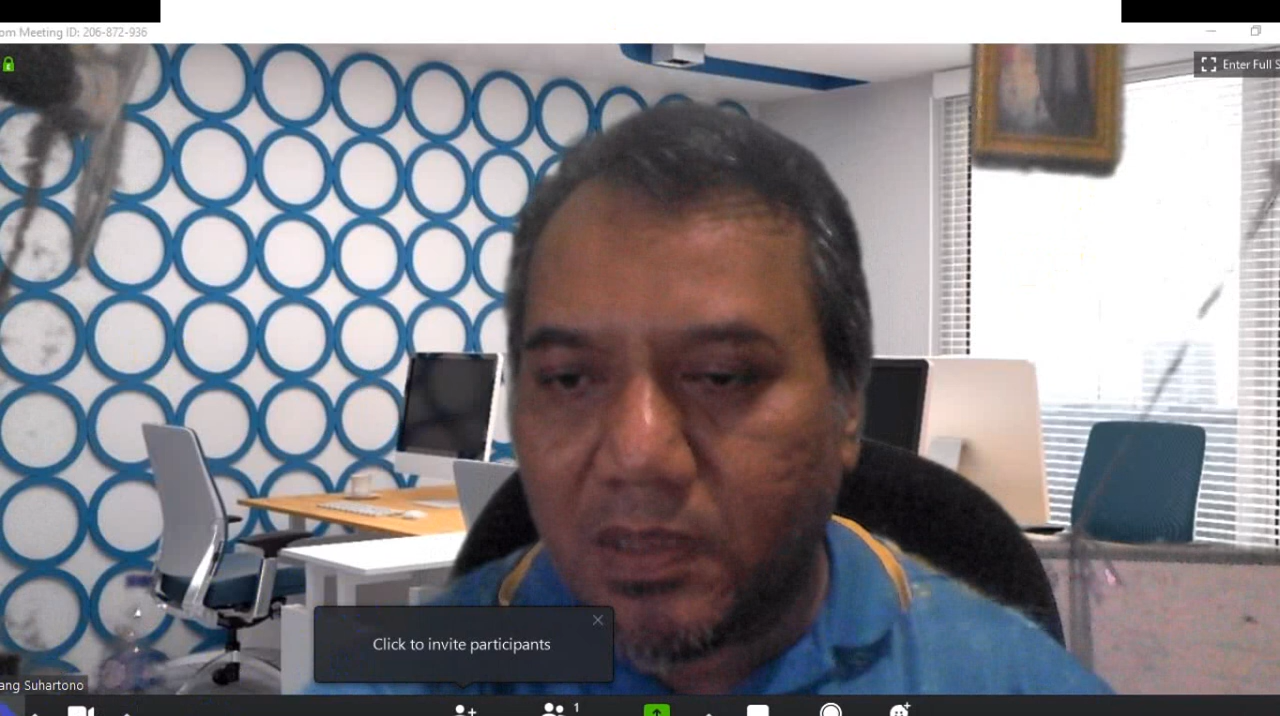 om Meeting ID: 206-872-936
Enter Full S
Click to invite participants
ang Suhartono
1